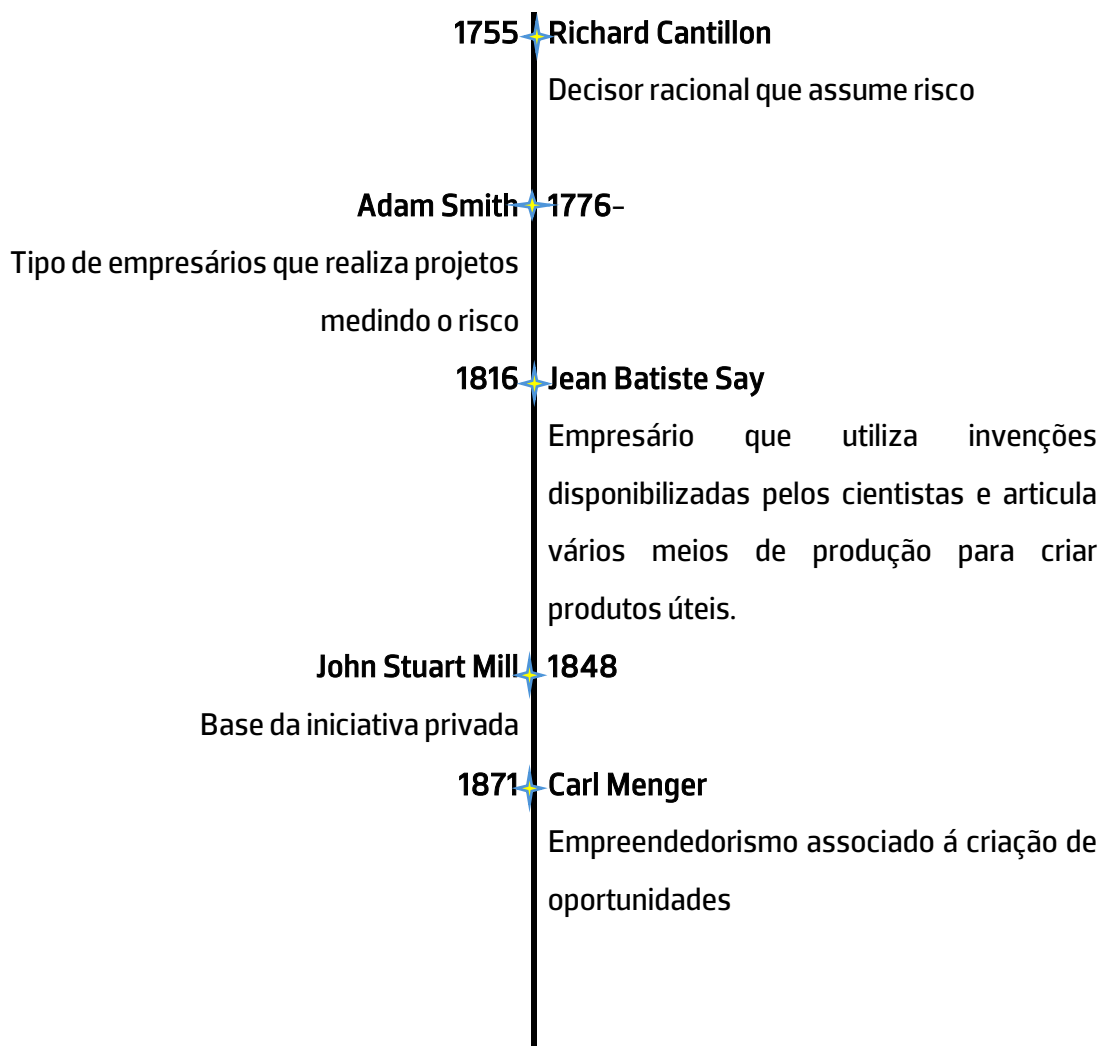 1755 Richard Cantillon
Decisor racional que assume risco
Adam Smith 1776-
Tipo de empresários que realiza projetos
medindo o risco
1816 Jean Batiste Say
Empresário que utiliza invenções
disponibilizadas pelos cientistas e articula
vários meios de produção para criar
produtos úteis.
John Stuart Mill 1848
Base da iniciativa privada
1871 Carl Menger
Empreendedorismo associado á criação de
oportunidades